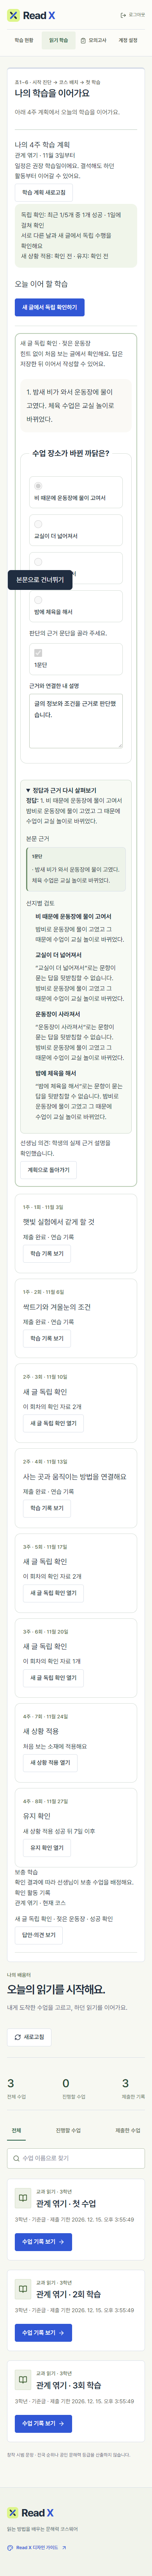 Read X
로그아웃
학습 현황
읽기 학습
모의고사
계정 설정
초1~6 · 시작 진단 → 코스 배치 → 첫 학습
나의 학습을 이어가요
아래 4주 계획에서 오늘의 학습을 이어가요.
나의 4주 학습 계획
관계 엮기 · 11월 3일부터
일정은 권장 학습일이에요. 결석해도 하던
활동부터 이어갈 수 있어요.
학습 계획 새로고침
독립 확인: 최근 1/5개 중 1개 성공 · 1일에
걸쳐 확인
서로 다른 날과 새 글에서 독립 수행을
확인해요
새 상황 적용: 확인 전 · 유지: 확인 전
오늘 이어 할 학습
새 글에서 독립 확인하기
새 글 독립 확인 · 젖은 운동장
힌트 없이 처음 보는 글에서 확인해요. 답은
저장한 뒤 이어서 작성할 수 있어요.
1. 밤새 비가 와서 운동장에 물이
고였다. 체육 수업은 교실 놀이로
바뀌었다.
수업 장소가 바뀐 까닭은?
비 때문에 운동장에 물이 고여서
교실이 더 넓어져서
본문으로 건너뛰기
밤에 체육을 해서
판단의 근거 문단을 골라 주세요.
1문단
근거와 연결한 내 설명
글의 정보와 조건을 근거로 판단했
습니다.
▼ 정답과 근거 다시 살펴보기
정답: 1. 비 때문에 운동장에 물이 고여서
밤비로 운동장에 물이 고였고 그 때문에
수업이 교실 놀이로 바뀌었다.
본문 근거
1문단
· 밤새 비가 와서 운동장에 물이 고였다.
체육 수업은 교실 놀이로 바뀌었다.
선지별 검토
비 때문에 운동장에 물이 고여서
밤비로 운동장에 물이 고였고 그
때문에 수업이 교실 놀이로 바뀌었다.
교실이 더 넓어져서
“교실이 더 넓어져서”로는 문항이
묻는 답을 뒷받침할 수 없습니다.
밤비로 운동장에 물이 고였고 그
때문에 수업이 교실 놀이로 바뀌었다.
운동장이 사라져서
“운동장이 사라져서”로는 문항이
묻는 답을 뒷받침할 수 없습니다.
밤비로 운동장에 물이 고였고 그
때문에 수업이 교실 놀이로 바뀌었다.
밤에 체육을 해서
“밤에 체육을 해서”로는 문항이 묻는
답을 뒷받침할 수 없습니다. 밤비로
운동장에 물이 고였고 그 때문에
수업이 교실 놀이로 바뀌었다.
선생님 의견: 학생의 실제 근거 설명을
확인했습니다.
계획으로 돌아가기
1주 · 1회 · 11월 3일
햇빛 실험에서 같게 할 것
제출 완료 · 연습 기록
학습 기록 보기
1주 · 2회 · 11월 6일
싹트기와 겨울눈의 조건
제출 완료 · 연습 기록
학습 기록 보기
2주 · 3회 · 11월 10일
새 글 독립 확인
이 회차의 확인 자료 2개
새 글 독립 확인 열기
2주 · 4회 · 11월 13일
사는 곳과 움직이는 방법을 연결해요
제출 완료 · 연습 기록
학습 기록 보기
3주 · 5회 · 11월 17일
새 글 독립 확인
이 회차의 확인 자료 2개
새 글 독립 확인 열기
3주 · 6회 · 11월 20일
새 글 독립 확인
이 회차의 확인 자료 1개
새 글 독립 확인 열기
4주 · 7회 · 11월 24일
새 상황 적용
처음 보는 소재에 적용해요
새 상황 적용 열기
4주 · 8회 · 11월 27일
유지 확인
새 상황 적용 성공 뒤 7일 이후
유지 확인 열기
보충 학습
확인 결과에 따라 선생님이 보충 수업을 배정해요.
확인 활동 기록
관계 엮기 · 현재 코스
새 글 독립 확인 · 젖은 운동장 · 성공 확인
답안·의견 보기
나의 배움터
오늘의 읽기를 시작해요.
내게 도착한 수업을 고르고, 하던 읽기를 이어가요.
새로고침
3
전체 수업
0
진행할 수업
3
제출한 기록
전체
진행할 수업
제출한 수업
수업 이름으로 찾기
교과 읽기 · 3학년
관계 엮기 · 첫 수업
3학년 · 기준글 · 제출 기한 2026. 12. 15. 오후 3:55:49
수업 기록 보기 →
교과 읽기 · 3학년
관계 엮기 · 2회 학습
3학년 · 기준글 · 제출 기한 2026. 12. 15. 오후 3:55:49
수업 기록 보기 →
교과 읽기 · 3학년
관계 엮기 · 3회 학습
3학년 · 기준글 · 제출 기한 2026. 12. 15. 오후 3:55:49
수업 기록 보기 →
Read X
읽는 방법을 배우는 문해력 코스웨어
Read X 디자인 가이드 ↗